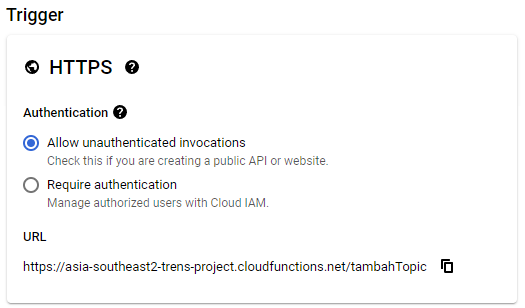 Trigger
HTTPS
Authentication
Allow unauthenticated invocations
Check this if you are creating a public API or website.
Require authentication
Manage authorized users with Cloud IAM.
URL
https://asia-southeast2-trens-project.cloudfunctions.net/tambahTopic